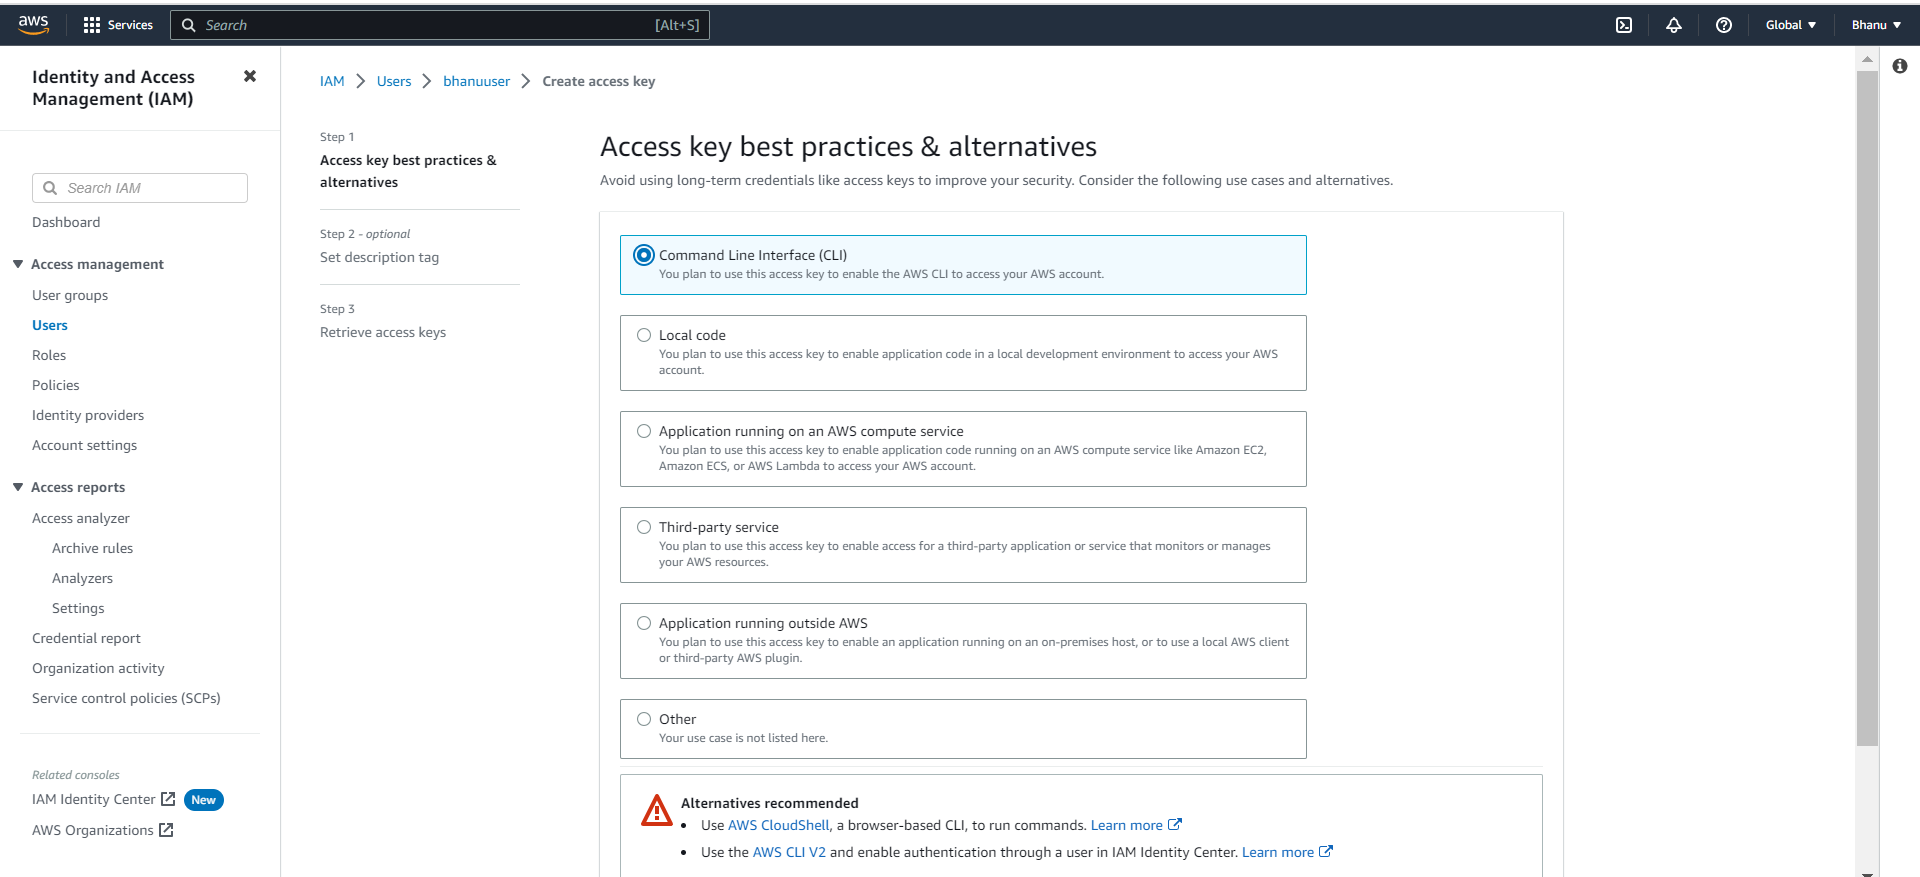 aws
Services
Search
[Alt+S]
Global
Bhanu
Identity and Access
Management (IAM)
Search IAM
Dashboard
Access management
User groups
Users
Roles
Policies
Identity providers
Account settings
Access reports
Access analyzer
Archive rules
Analyzers
Settings
Credential report
Organization activity
Service control policies (SCPs)
Related consoles
IAM Identity Center
New
AWS Organizations
IAM
Users
bhanuuser
Create access key
Step 1
Access key best practices &
alternatives
Step 2 - optional
Set description tag
Step 3
Retrieve access keys
Access key best practices & alternatives
Avoid using long-term credentials like access keys to improve your security. Consider the following use cases and alternatives.
Command Line Interface (CLI)
You plan to use this access key to enable the AWS CLI to access your AWS account.
Local code
You plan to use this access key to enable application code in a local development environment to access your AWS
account.
Application running on an AWS compute service
You plan to use this access key to enable application code running on an AWS compute service like Amazon EC2,
Amazon ECS, or AWS Lambda to access your AWS account.
Third-party service
You plan to use this access key to enable access for a third-party application or service that monitors or manages
your AWS resources.
Application running outside AWS
You plan to use this access key to enable an application running on an on-premises host, or to use a local AWS client
or third-party AWS plugin.
Other
Your use case is not listed here.
Alternatives recommended
Use AWS CloudShell, a browser-based CLI, to run commands. Learn more
Use the AWS CLI V2 and enable authentication through a user in IAM Identity Center. Learn more